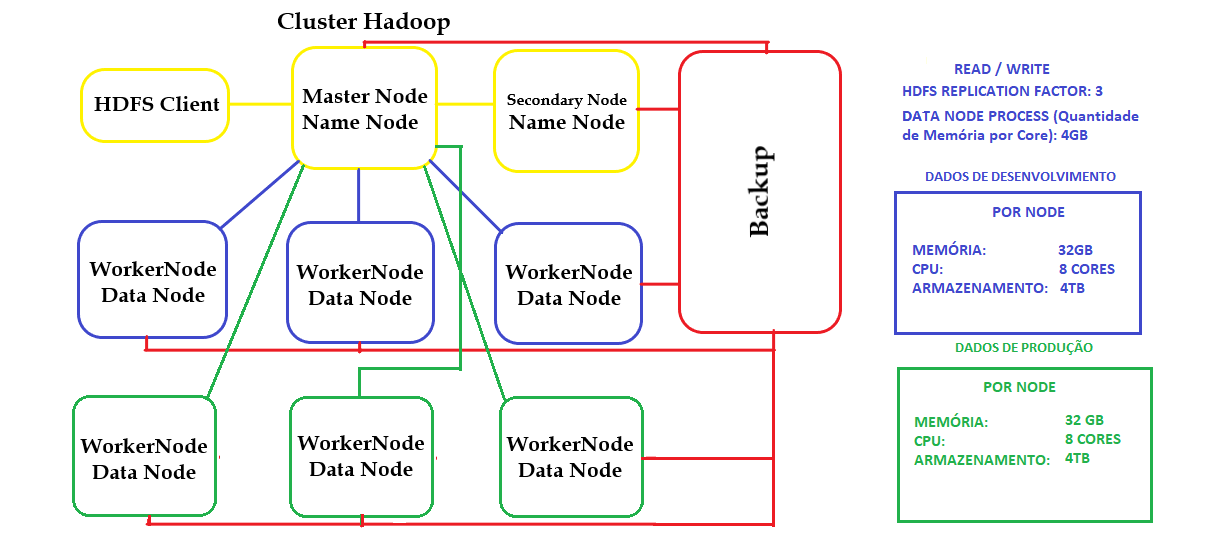 Cluster Hadoop
HDFS Client
Master Node
Name Node
Secondary Node
Name Node
Backup
WorkerNode
Data Node
WorkerNode
Data Node
WorkerNode
Data Node
WorkerNode
Data Node
WorkerNode
Data Node
WorkerNode
Data Node
READ / WRITE
HDFS REPLICATION FACTOR: 3
DATA NODE PROCESS (Quantidade
de Memória por Core): 4GB
DADOS DE DESENVOLVIMENTO
POR NODE
MEMÓRIA: 32GB
CPU: 8 CORES
ARMAZENAMENTO: 4TB
DADOS DE PRODUÇÃO
POR NODE
MEMÓRIA: 32 GB
CPU: 8 CORES
ARMAZENAMENTO: 4TB